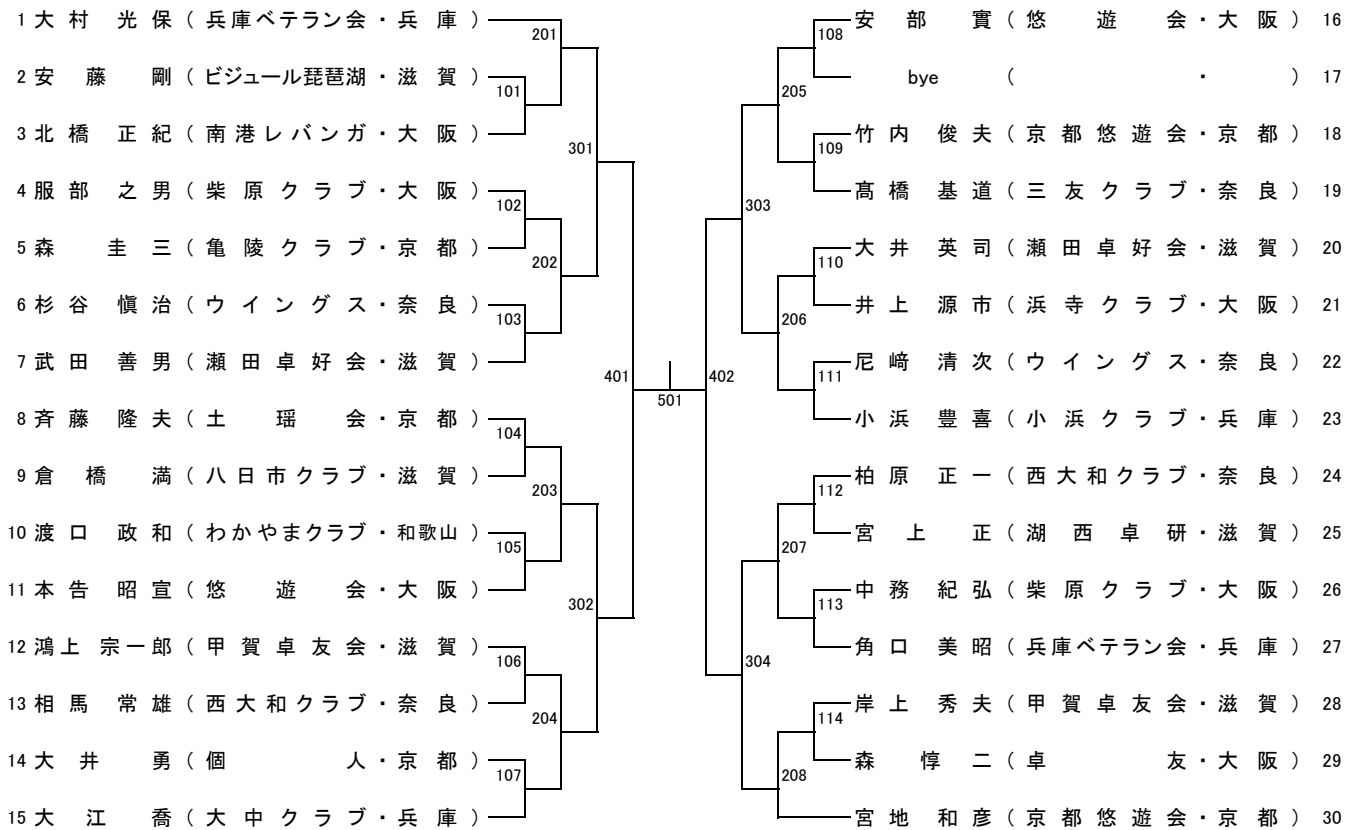 1 大村 光保 ( 兵庫ベテラン会・兵庫 )
201
2 安藤 剛 ( ビジュール琵琶湖・滋賀 )
101
3 北橋 正紀 ( 南港レバンガ・大阪 )
301
4 服部 之男 ( 柴原クラブ・大阪 )
102
5 森 圭三 ( 亀陵クラブ・京都 )
202
6 杉谷 愼治 ( ウイングス・奈良 )
103
7 武田 善男 ( 瀬田卓好会・滋賀 )
401
8 斉藤 隆夫 ( 土瑶会・京都 )
104
9 倉橋 満 ( 八日市クラブ・滋賀 )
203
10 渡口 政和 ( わかやまクラブ・和歌山 )
105
11 本告 昭宣 ( 悠遊会・大阪 )
302
12 鴻上 宗一郎 ( 甲賀卓友会・滋賀 )
106
13 相馬 常雄 ( 西大和クラブ・奈良 )
204
14 大井 勇 ( 個人・京都 )
107
15 大江 喬 ( 大中クラブ・兵庫 )
501
安部 實 ( 悠遊会・大阪 ) 16
108
bye ( ・ ) 17
205
竹内 俊夫 ( 京都悠遊会・京都 ) 18
109
髙橋 基道 ( 三友クラブ・奈良 ) 19
303
大井 英司 ( 瀬田卓好会・滋賀 ) 20
110
井上 源市 ( 浜寺クラブ・大阪 ) 21
206
尼﨑 清次 ( ウイングス・奈良 ) 22
111
402
小浜 豊喜 ( 小浜クラブ・兵庫 ) 23
柏原 正一 ( 西大和クラブ・奈良 ) 24
112
宮上 正 ( 湖西卓研・滋賀 ) 25
207
中務 紀弘 ( 柴原クラブ・大阪 ) 26
113
角口 美昭 ( 兵庫ベテラン会・兵庫 ) 27
304
岸上 秀夫 ( 甲賀卓友会・滋賀 ) 28
114
森 惇二 ( 卓友・大阪 ) 29
208
宮地 和彦 ( 京都悠遊会・京都 ) 30